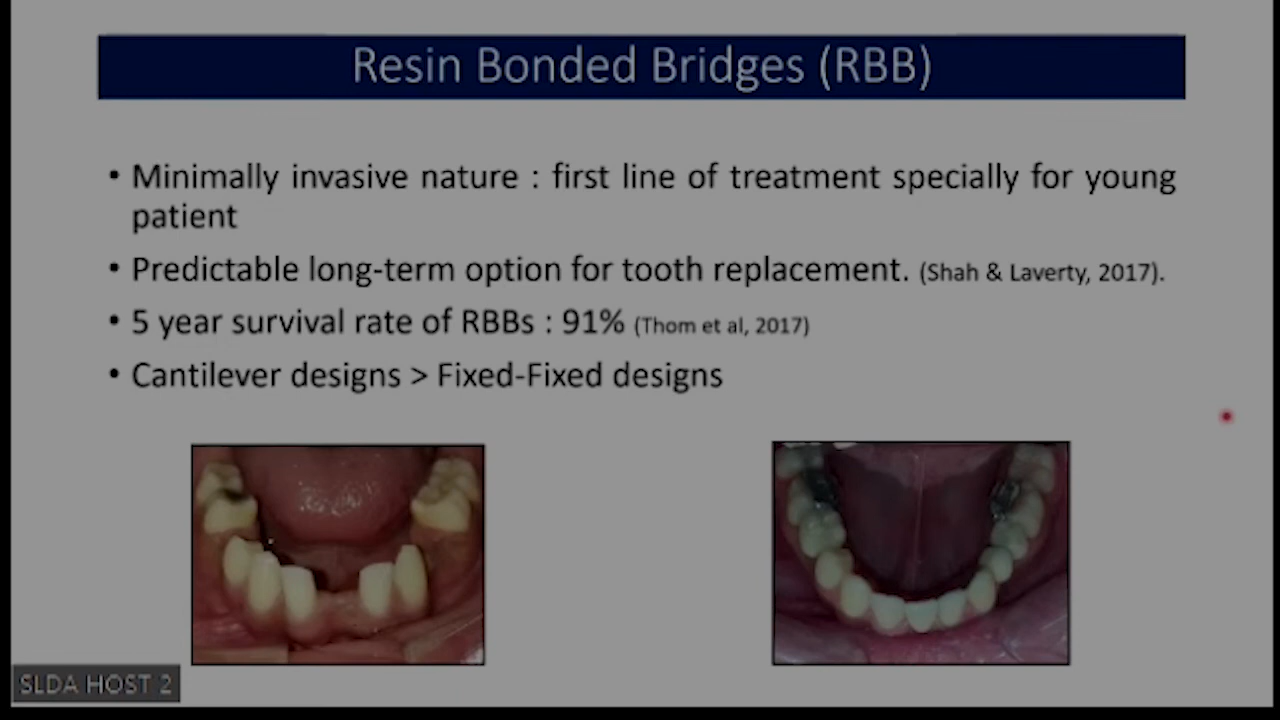 Resin Bonded Bridges (RBB)
• Minimally invasive nature : first line of treatment specially for young
patient
• Predictable long-term option for tooth replacement. (Shah & Laverty, 2017).
• 5 year survival rate of RBBs : 91% (Thom et al, 2017)
• Cantilever designs > Fixed-Fixed designs
SLDA HOST 2